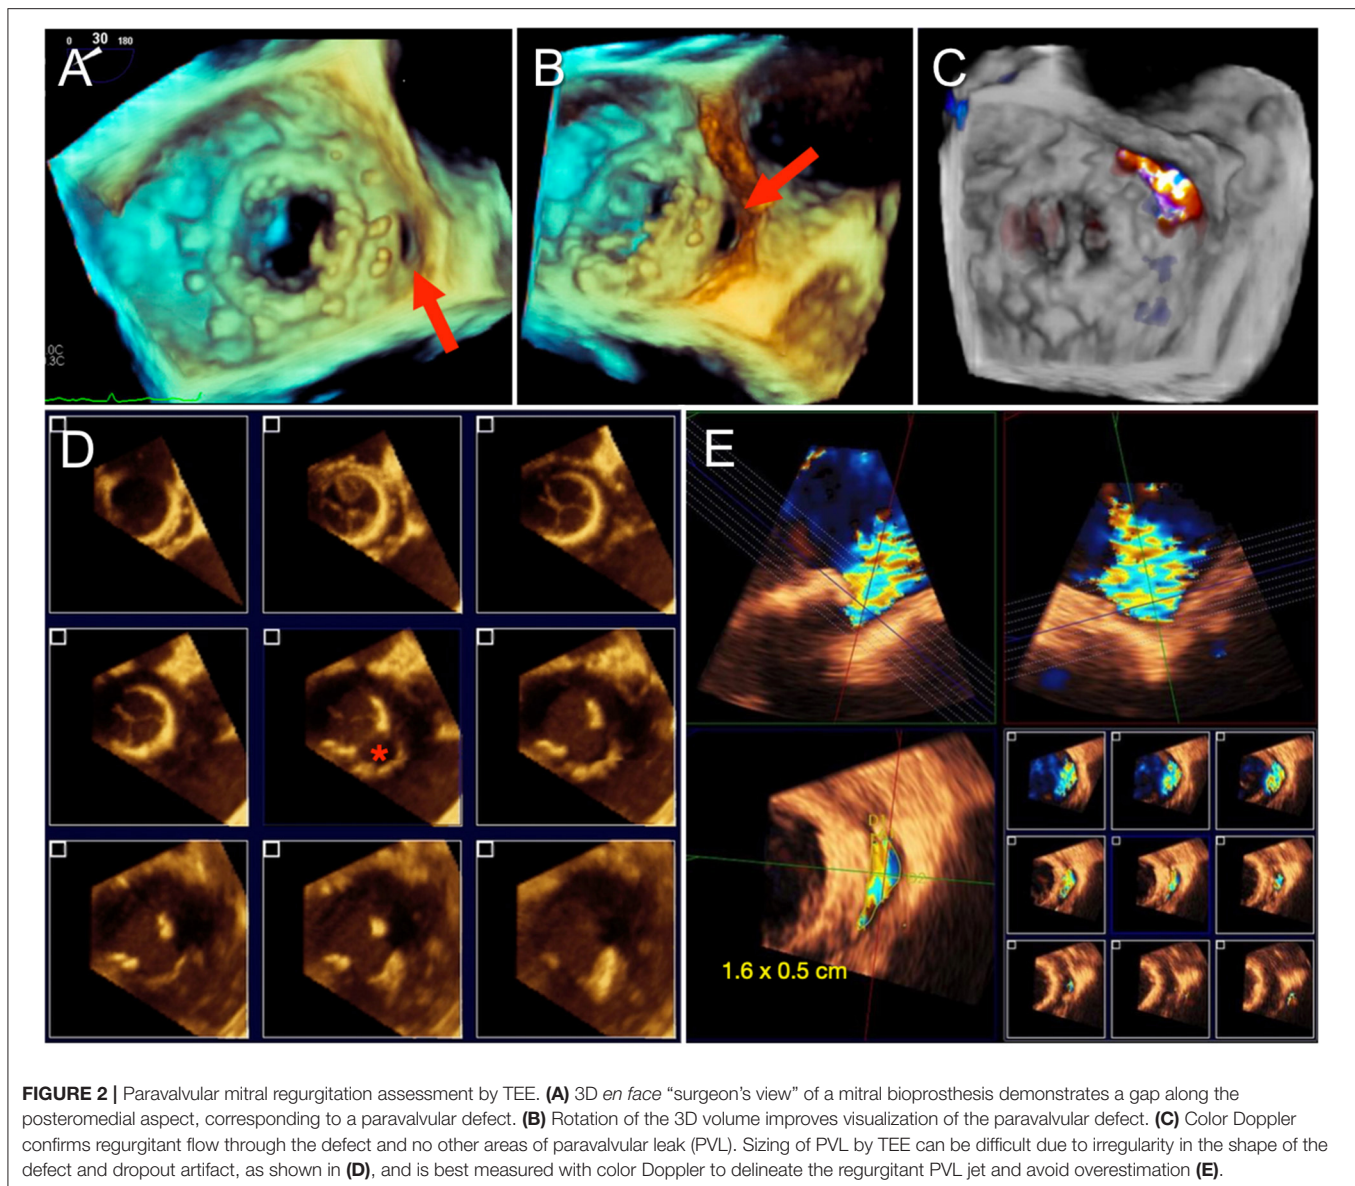 0 30 180
A
B
C
.0C
.3C
D
*
E
D1
D2
1.6 x 0.5 cm
FIGURE 2 | Paravalvular mitral regurgitation assessment by TEE. (A) 3D en face “surgeon’s view” of a mitral bioprosthesis demonstrates a gap along the
posteromedial aspect, corresponding to a paravalvular defect. (B) Rotation of the 3D volume improves visualization of the paravalvular defect. (C) Color Doppler
confirms regurgitant flow through the defect and no other areas of paravalvular leak (PVL). Sizing of PVL by TEE can be difficult due to irregularity in the shape of the
defect and dropout artifact, as shown in (D), and is best measured with color Doppler to delineate the regurgitant PVL jet and avoid overestimation (E).